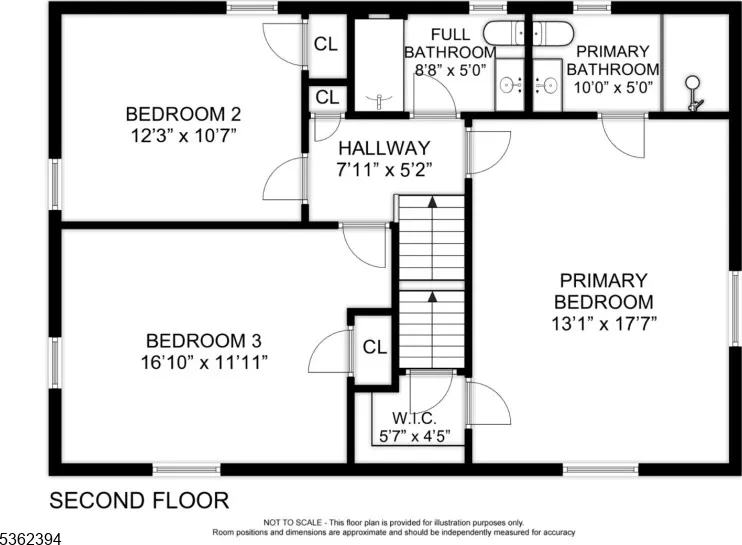 CL
FULL
BATHROOM
8'8" x 5'0"
PRIMARY
BATHROOM
10'0" x 5'0"
BEDROOM 2
12'3" x 10'7"
CL
HALLWAY
7'11" x 5'2"
PRIMARY
BEDROOM
13'1" x 17'7"
BEDROOM 3
16'10" x 11'11"
CL
W.I.C.
5'7" x 4'5"
SECOND FLOOR
NOT TO SCALE - This floor plan is provided for illustration purposes only.
Room positions and dimensions are approximate and should be independently measured for accuracy
5362394